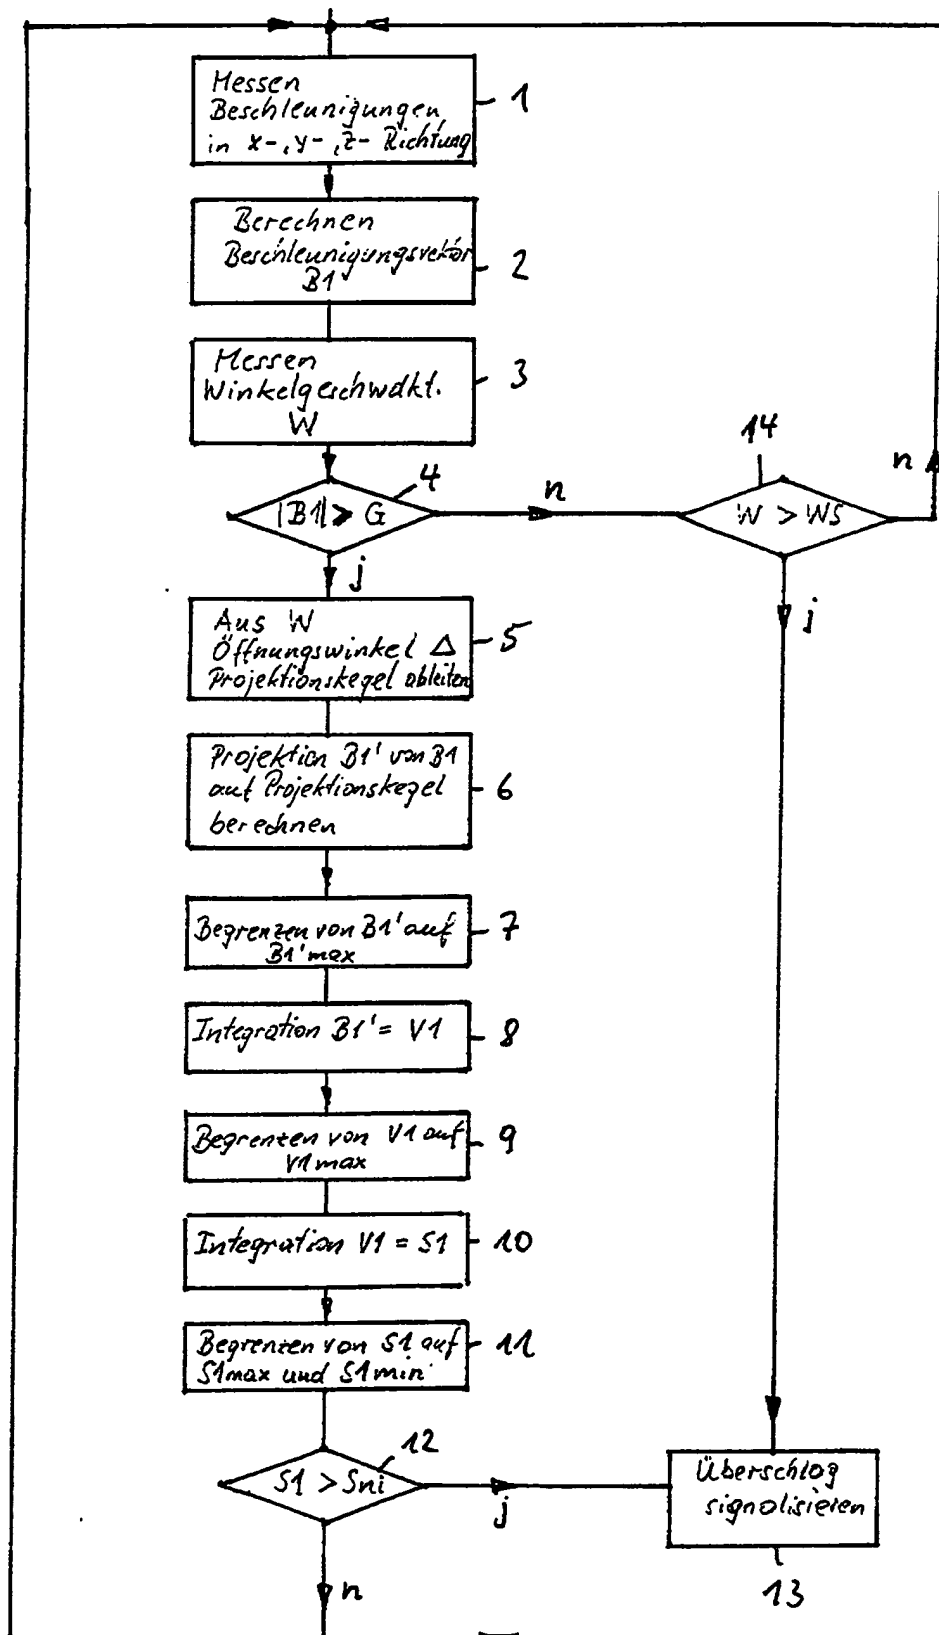 Messen
Beschleunigungen
in x-, y-, z- Richtung
1
Berechnen
Beschleunigungsvektor
B1
2
Messen
Winkelgeschwdkt.
W
3
4
|B1| > G
n
14
W > WS
n
j
j
Aus W
Öffnungswinkel Δ
Projektionskegel ableiten
5
Projektion B1' von B1
auf Projektionskegel
berechnen
6
Begrenzen von B1' auf
B1'max
7
Integration B1' = V1
8
Begrenzen von V1 auf
V1max
9
Integration V1 = S1
10
Begrenzen von S1 auf
S1max und S1min
11
12
S1 > Sni
j
n
Überschlag
signalisieren
13